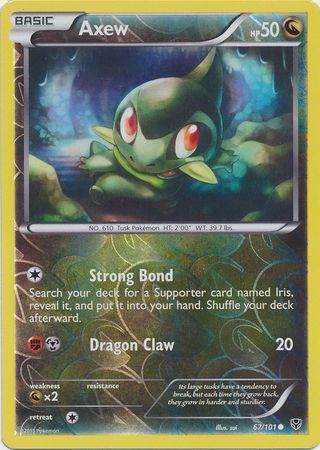 BASIC
Axew
HP50
NO. 610 Tusk Pokémon HT: 2'00" WT: 39.7 lbs.
Strong Bond
Search your deck for a Supporter card named Iris,
reveal it, and put it into your hand. Shuffle your deck
afterward.
Dragon Claw 20
weakness resistance
×2
retreat
Its large tusks have a tendency to
break, but each time they grow back,
they grow in harder and sturdier.
©2013 Pokémon
Illus. sui 67/101